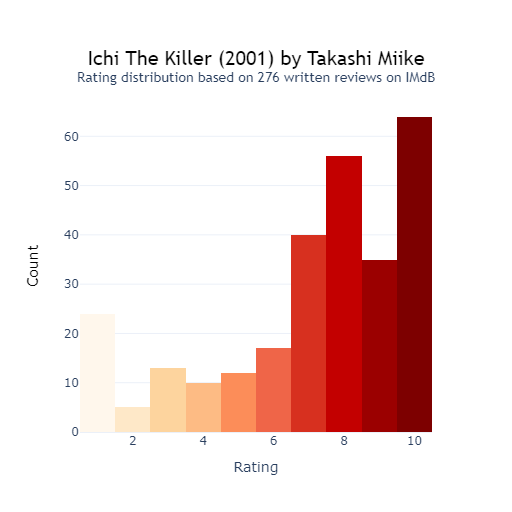 Ichi The Killer (2001) by Takashi Miike
Rating distribution based on 276 written reviews on IMdB
60
50
40
30
20
10
0
Count
2 4 6 8 10
Rating